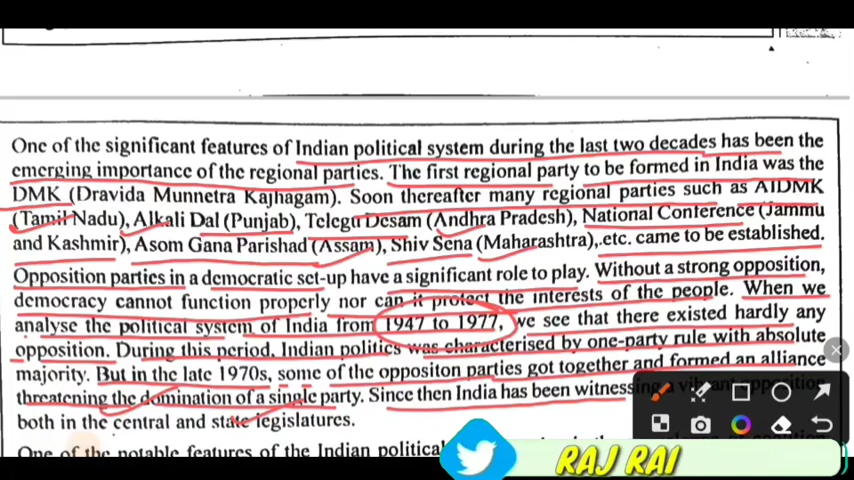 One of the significant features of Indian political system during the last two decades has been the
emerging importance of the regional parties. The first regional party to be formed in India was the
DMK (Dravida Munnetra Kajhagam). Soon thereafter many regional parties such as AIDMK
(Tamil Nadu), Alkali Dal (Punjab), Telegu Desam (Andhra Pradesh), National Conference (Jammu
and Kashmir), Asom Gana Parishad (Assam), Shiv Sena (Maharashtra),.etc. came to be established.
Opposition parties in a democratic set-up have a significant role to play. Without a strong opposition,
democracy cannot function properly nor can it protect the interests of the people. When we
analyse the political system of India from 1947 to 1977, we see that there existed hardly any
opposition. During this period, Indian politics was characterised by one-party rule with absolute
majority. But in the late 1970s, some of the oppositon parties got together and formed an alliance
threatening the domination of a single party. Since then India has been witnessing a vibrant opposition
both in the central and state legislatures.
One of the notable features of the Indian political
RAJ RAI